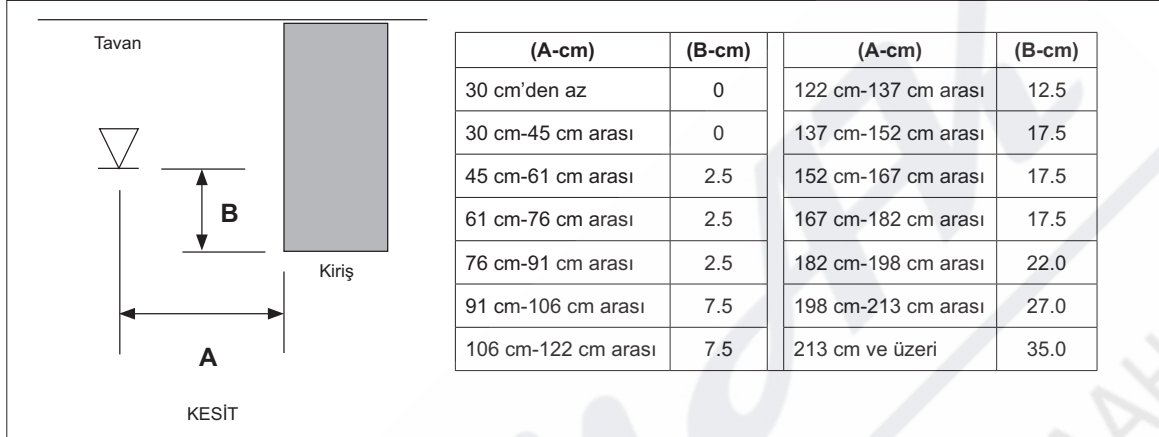 Tavan
B
Kiriş
A
KESİT
(A-cm) (B-cm) (A-cm) (B-cm)
30 cm’den az 0 122 cm-137 cm arası 12.5
30 cm-45 cm arası 0 137 cm-152 cm arası 17.5
45 cm-61 cm arası 2.5 152 cm-167 cm arası 17.5
61 cm-76 cm arası 2.5 167 cm-182 cm arası 17.5
76 cm-91 cm arası 2.5 182 cm-198 cm arası 22.0
91 cm-106 cm arası 7.5 198 cm-213 cm arası 27.0
106 cm-122 cm arası 7.5 213 cm ve üzeri 35.0